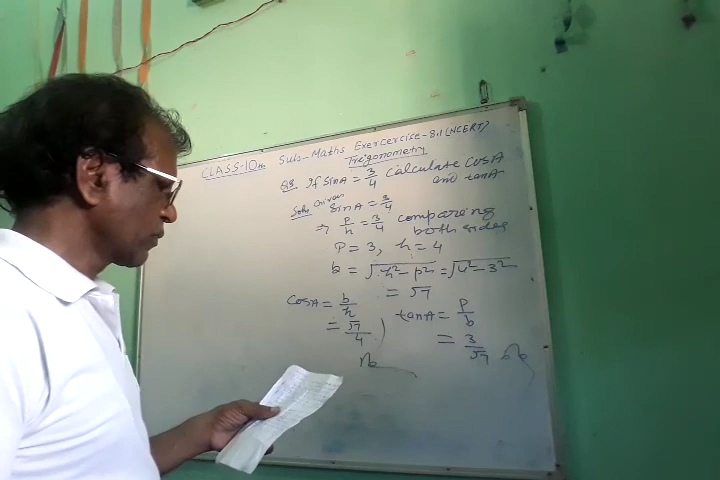 CLASS-10th Sub-Maths Exercercise-8.1(NCERT)
Trigonometry
Q3. If SinA = 3/4 calculate CosA and tanA
Soln Given SinA = 3/4
⇒ P/h = 3/4 comparing both sides
P = 3, h = 4
b = √h²-p² = √4²-3²
= √7
CosA = b/h
= √7/4
tanA = P/b
= 3/√7